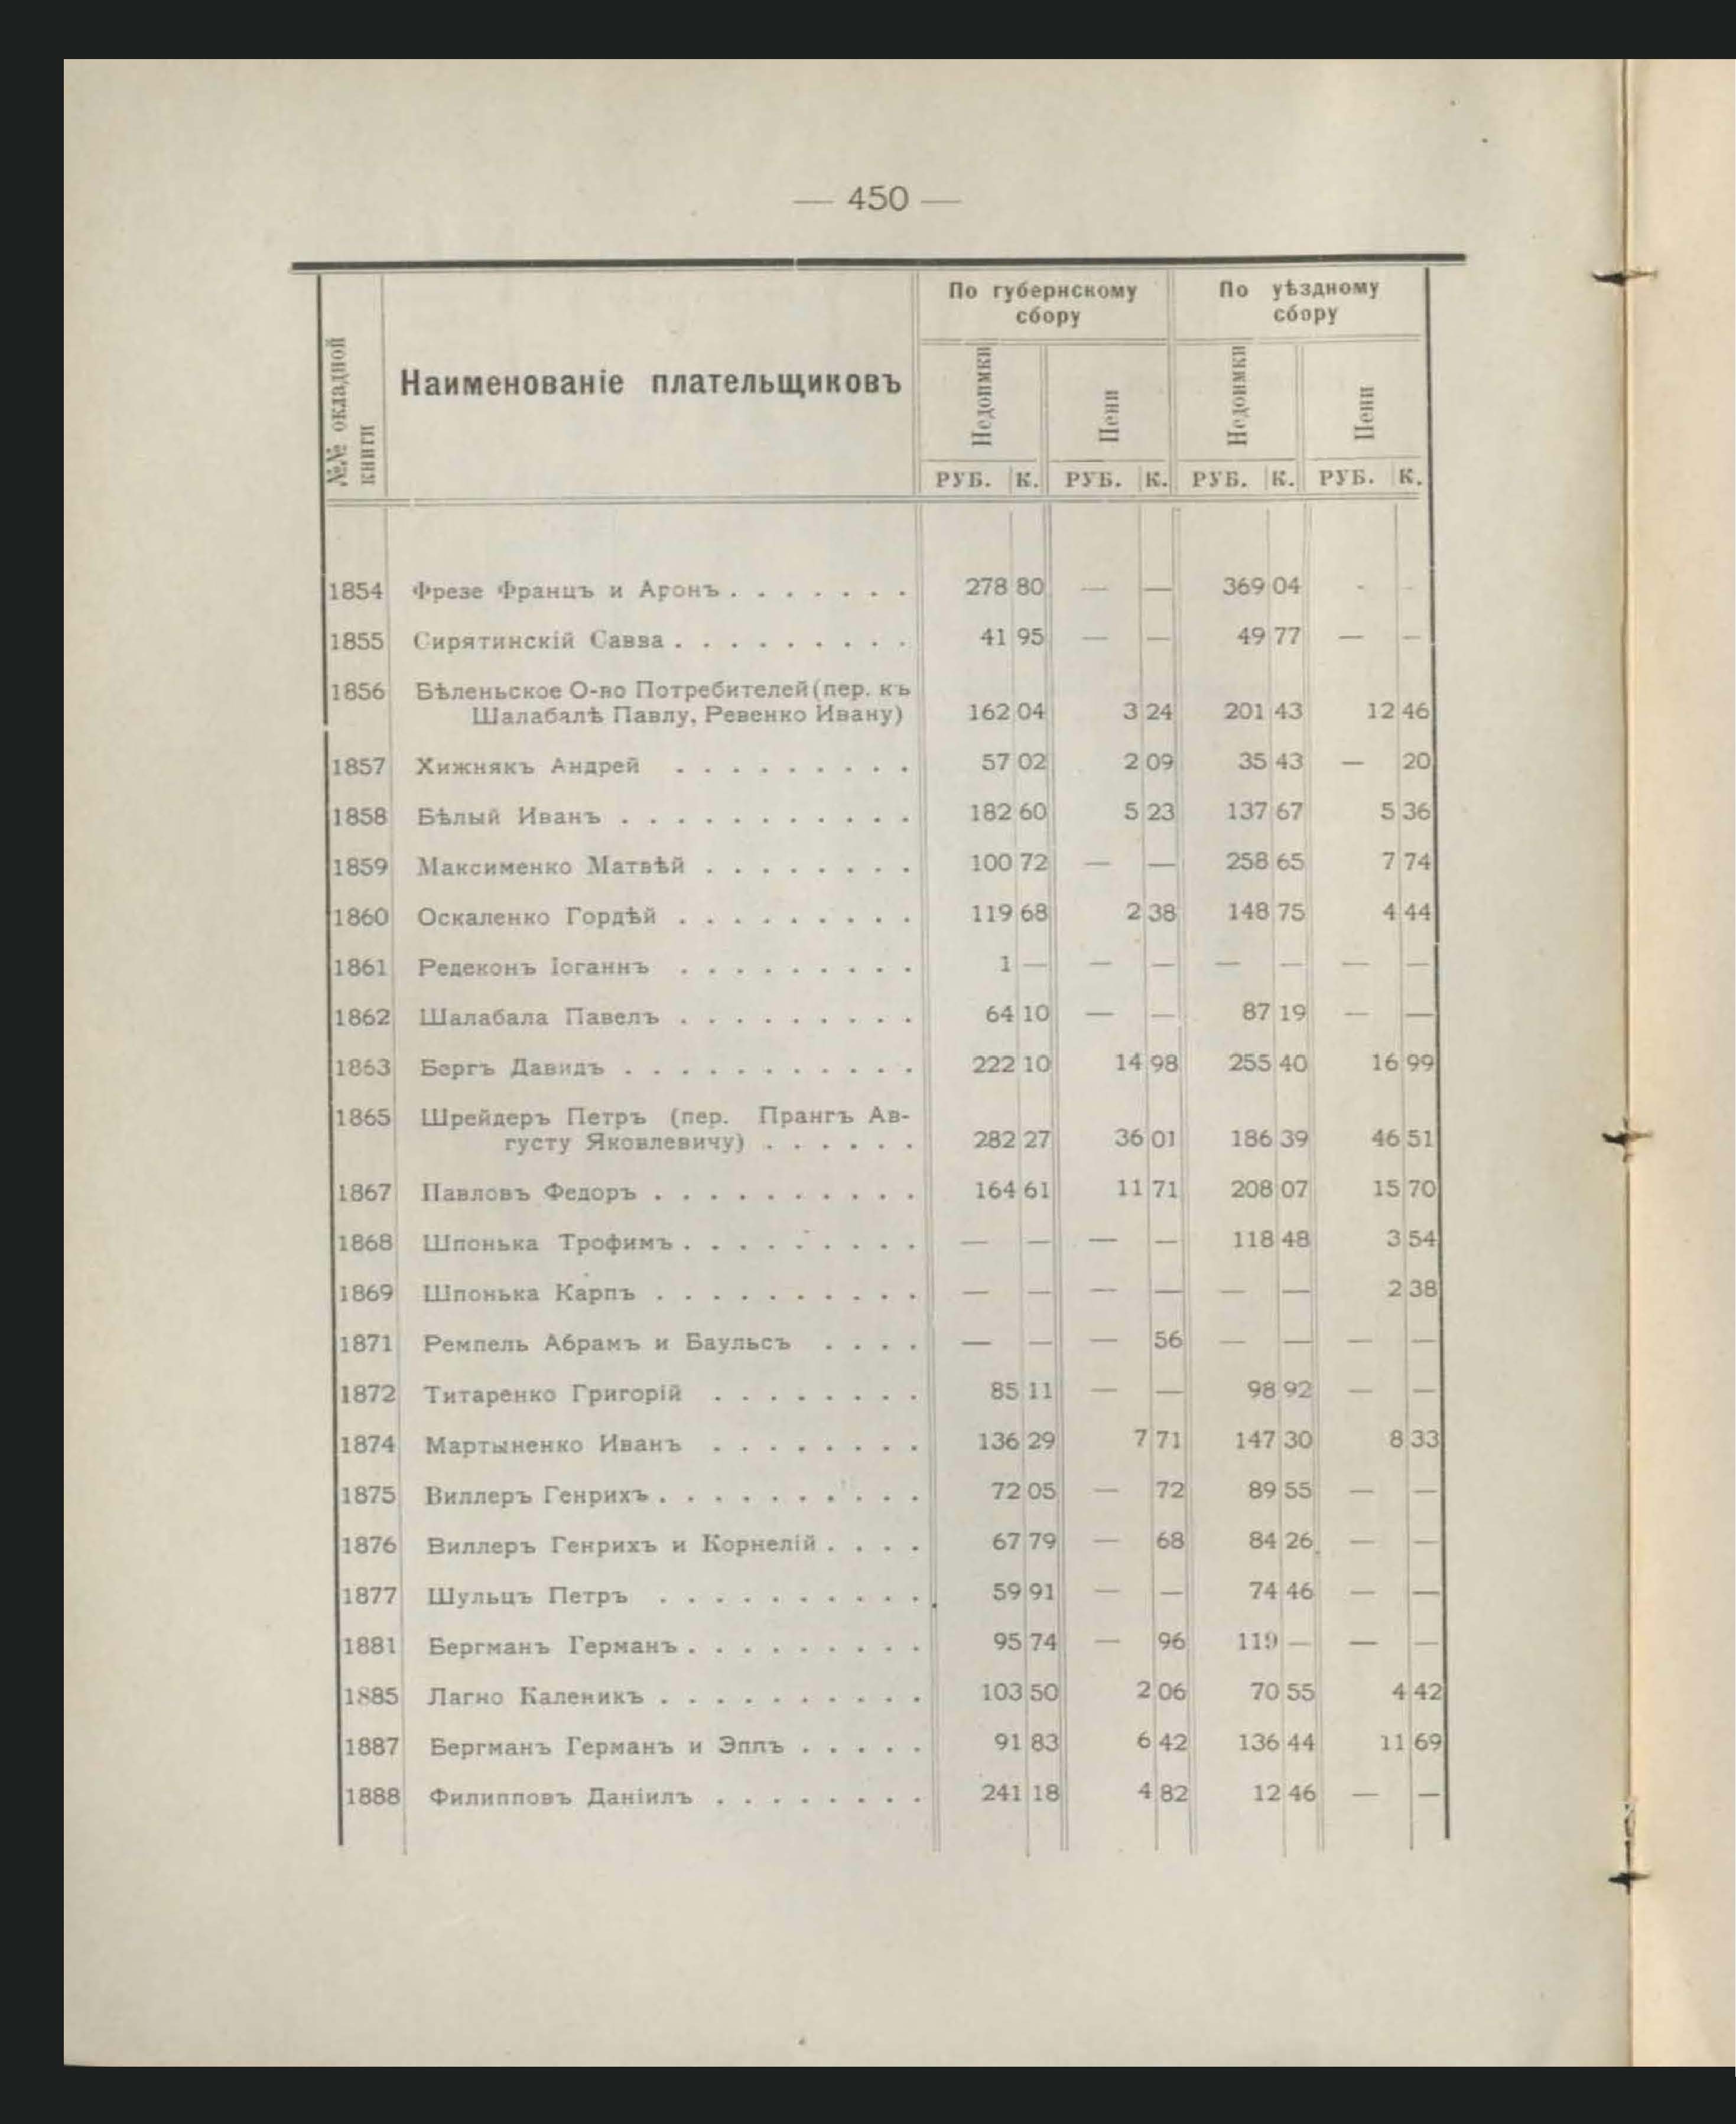 — 450 —
№№ окладной
книги
Наименованіе плательщиковъ
По губернскому
сбору
По уѣздному
сбору
Недоимки
Пени
Недоимки
Пени
РУБ. К. РУБ. К. РУБ. К. РУБ. К.
1854 Фрезе Францъ и Аронъ . . . . . . . 278 80 — — 369 04 - -
1855 Сирятинскій Савва . . . . . . . . . 41 95 — — 49 77 — —
1856 Бѣленьское О-во Потребителей (пер. къ
Шалабалѣ Павлу, Ревенко Ивану) 162 04 3 24 201 43 12 46
1857 Хижнякъ Андрей . . . . . . . . . 57 02 2 09 35 43 — 20
1858 Бѣлый Иванъ . . . . . . . . . . . 182 60 5 23 137 67 5 36
1859 Максименко Матвѣй . . . . . . . . 100 72 — — 258 65 7 74
1860 Оскаленко Гордѣй . . . . . . . . . 119 68 2 38 148 75 4 44
1861 Редеконъ Іоганнъ . . . . . . . . . 1 — — — — — — —
1862 Шалабала Павелъ . . . . . . . . . 64 10 — — 87 19 — —
1863 Бергъ Давидъ . . . . . . . . . . . 222 10 14 98 255 40 16 99
1865 Шрейдеръ Петръ (пер. Прангъ Ав-
густу Яковлевичу) . . . . . . 282 27 36 01 186 39 46 51
1867 Павловъ Федоръ . . . . . . . . . . 164 61 11 71 208 07 15 70
1868 Шпонька Трофимъ . . . . . . . . . — — — — 118 48 3 54
1869 Шпонька Карпъ . . . . . . . . . . — — — — — — 2 38
1871 Ремпель Абрамъ и Баульсъ . . . . — — — 56 — — — —
1872 Титаренко Григорій . . . . . . . . 85 11 — — 98 92 — —
1874 Мартыненко Иванъ . . . . . . . . 136 29 7 71 147 30 8 33
1875 Виллеръ Генрихъ . . . . . . . . . . 72 05 — 72 89 55 — —
1876 Виллеръ Генрихъ и Корнелій . . . . 67 79 — 68 84 26 — —
1877 Шульцъ Петръ . . . . . . . . . . 59 91 — — 74 46 — —
1881 Бергманъ Германъ . . . . . . . . . 95 74 — 96 119 — — —
1885 Лагно Каленикъ . . . . . . . . . . 103 50 2 06 70 55 4 42
1887 Бергманъ Германъ и Эппъ . . . . . 91 83 6 42 136 44 11 69
1888 Филипповъ Даніилъ . . . . . . . . 241 18 4 82 12 46 — —